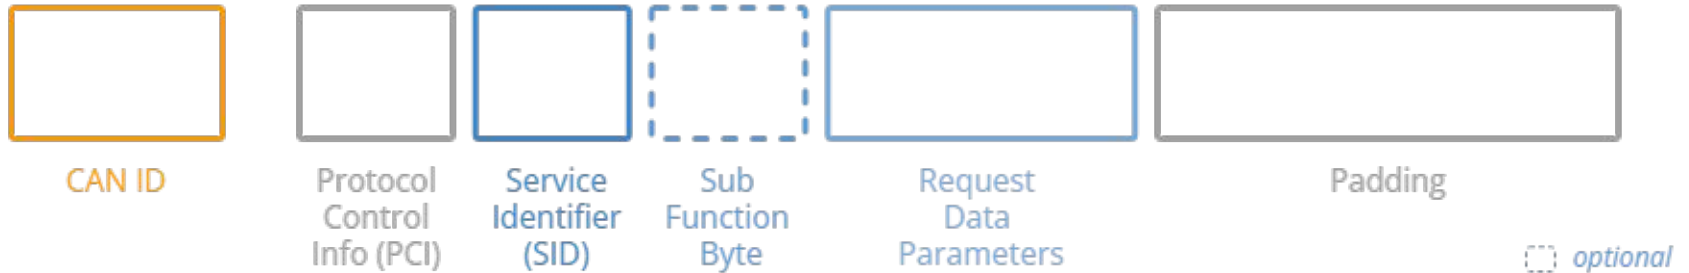 CAN ID
Protocol
Control
Info (PCI)
Service
Identifier
(SID)
Sub
Function
Byte
Request
Data
Parameters
Padding
optional